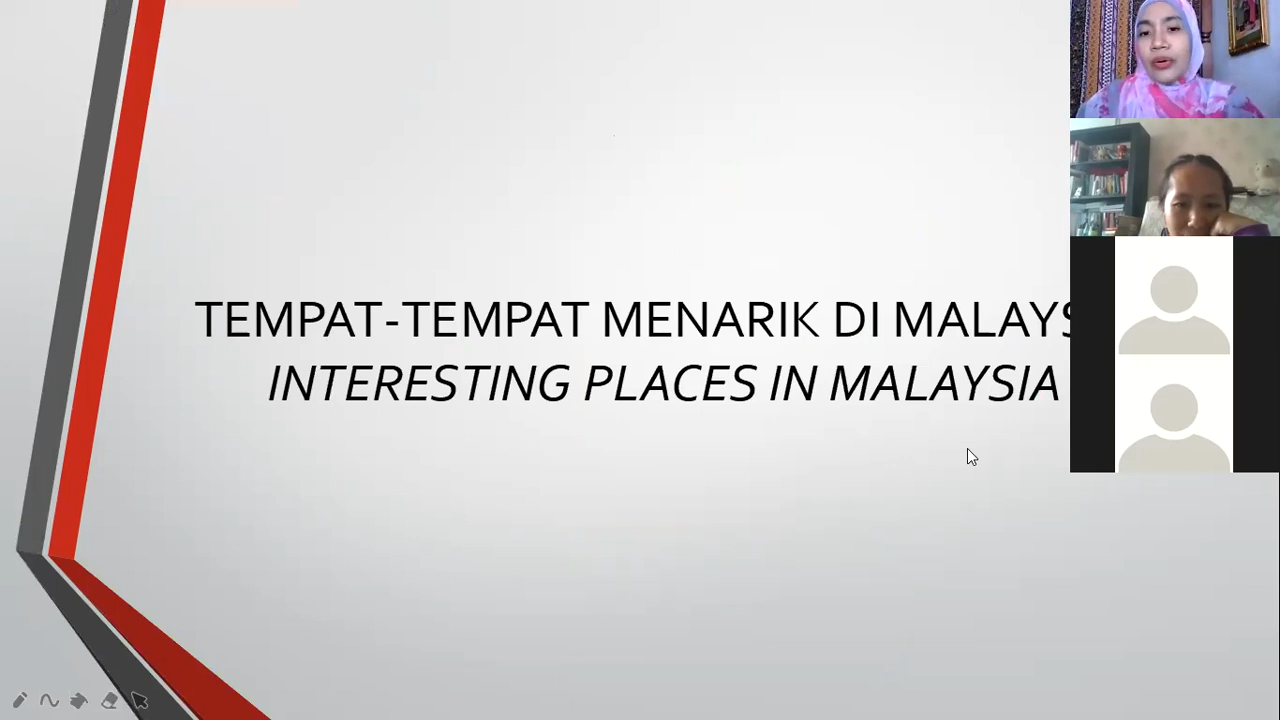 TEMPAT-TEMPAT MENARIK DI MALAYS
INTERESTING PLACES IN MALAYSIA